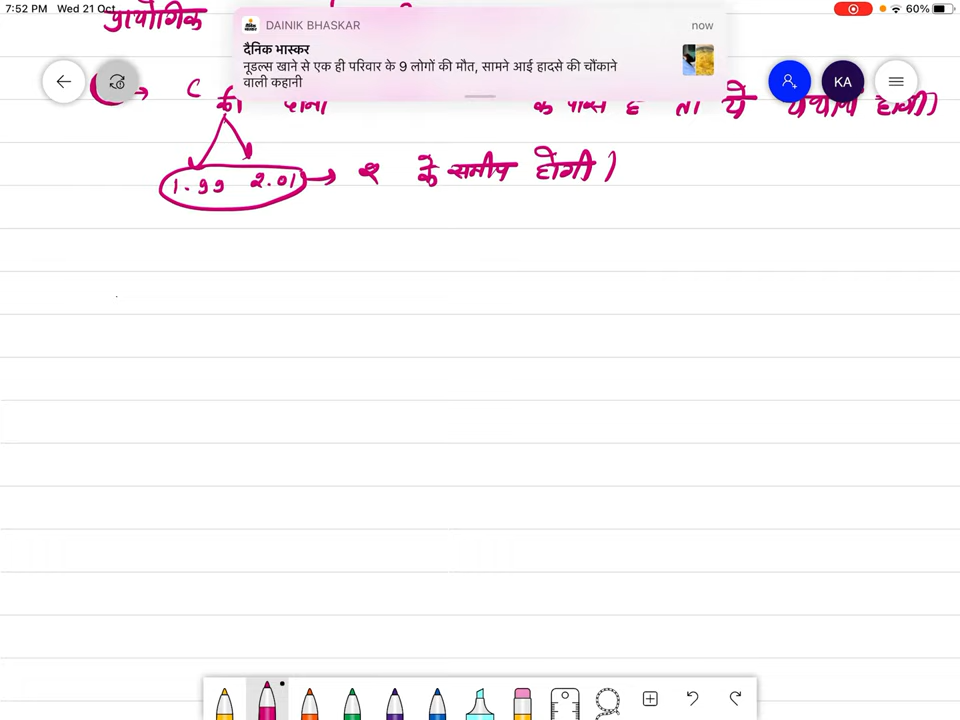 7:52 PM Wed 21 Oct
60%
प्रायोगिक
DAINIK BHASKAR
now
दैनिक भास्कर
नूडल्स खाने से एक ही परिवार के 9 लोगों की मौत, सामने आई हादसे की चौंकाने
वाली कहानी
KA
C की दोनो के पास है तो ये यथार्थ होगी)
1.99 2.01 → 2 के समीप होगी)